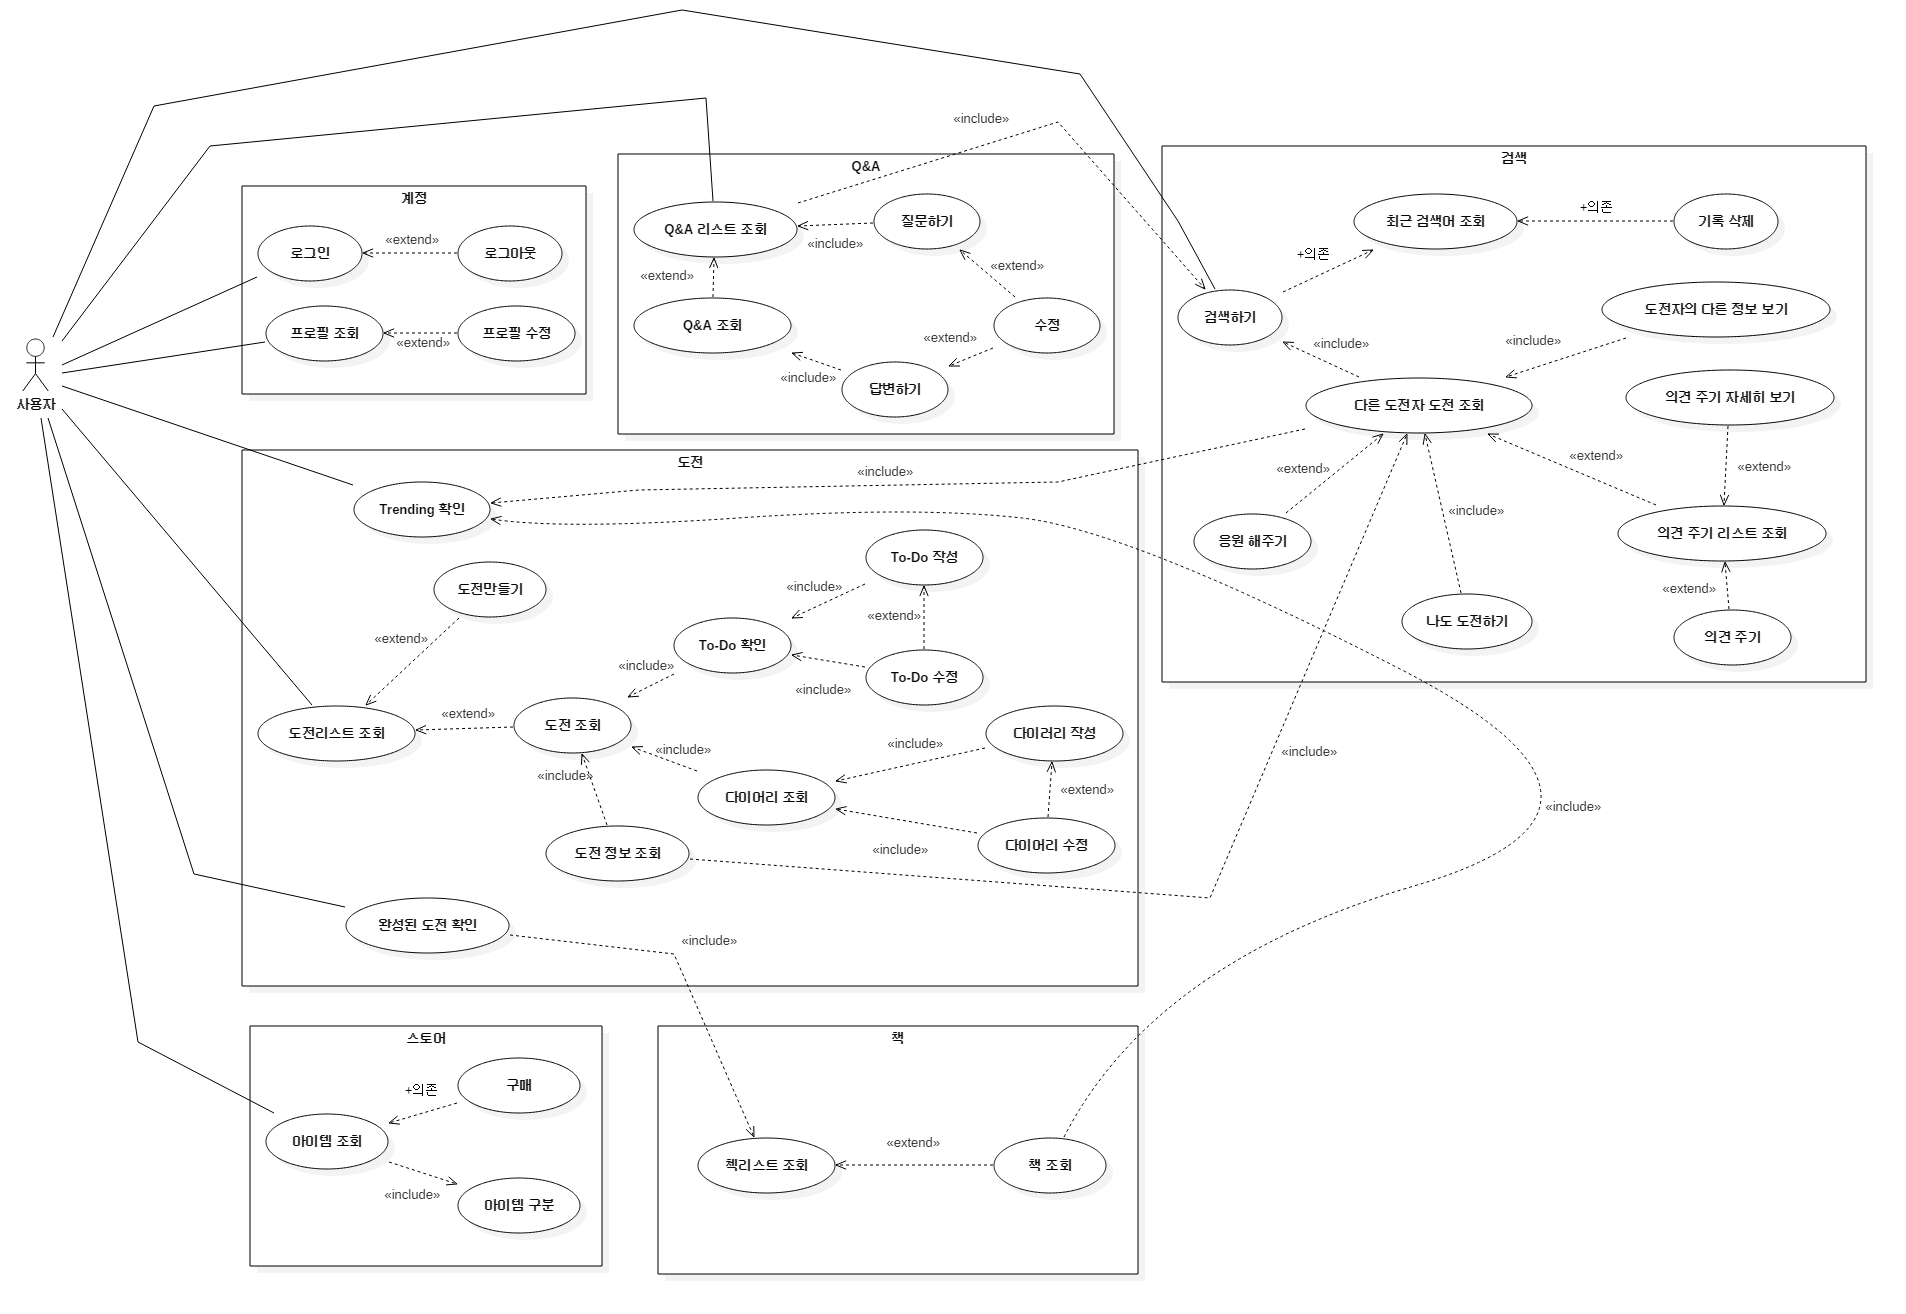 사용자
계정
로그인
«extend»
로그아웃
프로필 조회
«extend»
프로필 수정
Q&A
Q&A 리스트 조회
«include»
질문하기
«include»
«extend»
«extend»
Q&A 조회
수정
«extend»
«include»
답변하기
검색
최근 검색어 조회
+의존
기록 삭제
+의존
검색하기
도전자의 다른 정보 보기
«include»
«include»
다른 도전자 도전 조회
의견 주기 자세히 보기
«extend»
«extend»
«extend»
«include»
응원 해주기
의견 주기 리스트 조회
«extend»
나도 도전하기
의견 주기
도전
«include»
Trending 확인
도전만들기
To-Do 작성
«include»
«extend»
«extend»
To-Do 확인
«include»
To-Do 수정
«include»
도전리스트 조회
«extend»
도전 조회
다이러리 작성
«include»
«include»
«include»
«include»
«extend»
다이어리 조회
«include»
도전 정보 조회
«include»
다이어리 수정
완성된 도전 확인
«include»
스토어
+의존
구매
아이템 조회
«include»
아이템 구분
책
첵리스트 조회
«extend»
책 조회